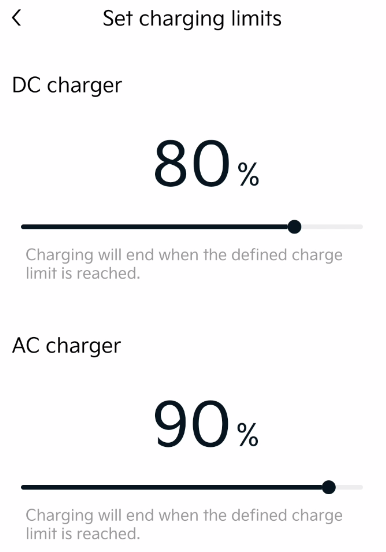 Set charging limits
DC charger
80 %
Charging will end when the defined charge
limit is reached.
AC charger
90 %
Charging will end when the defined charge
limit is reached.